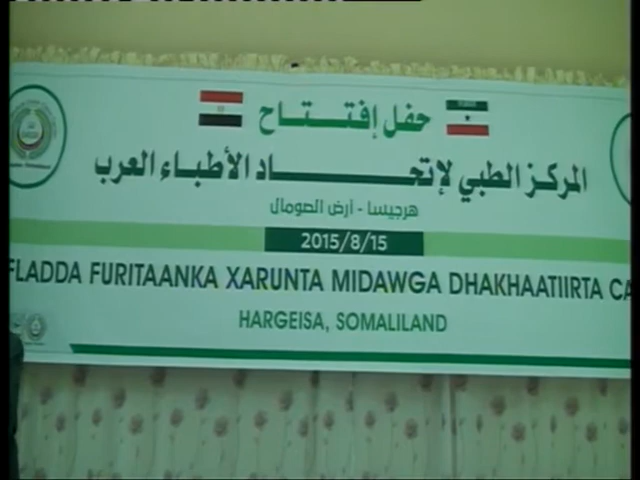 حفل إفتتاح
المركز الطبي لإتحاد الأطباء العرب
هرجيسا - أرض الصومال
2015/8/15
FLADDA FURITAANKA XARUNTA MIDAWGA DHAKHAATIIRTA CA
HARGEISA, SOMALILAND